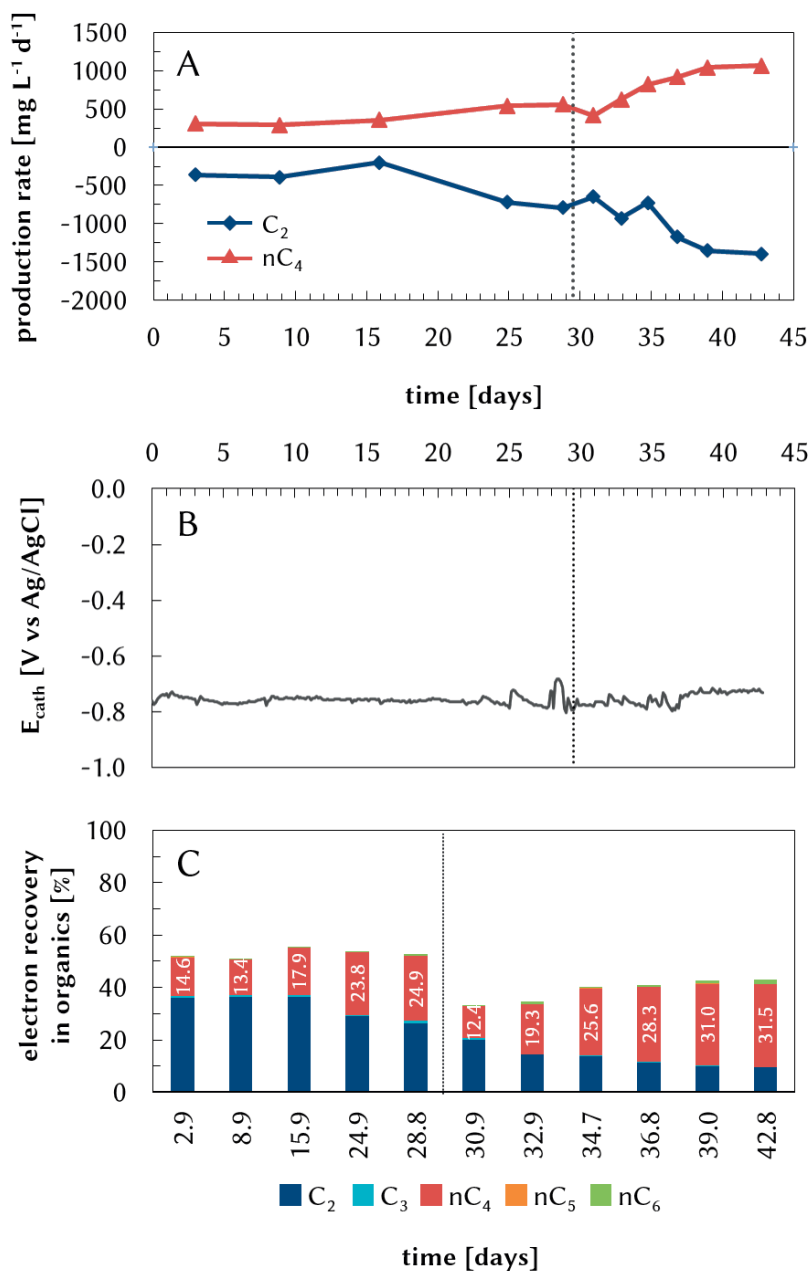 A
production rate [mg L⁻¹ d⁻¹]
1500
1000
500
0
-500
-1000
-1500
-2000
C₂
nC₄
0 5 10 15 20 25 30 35 40 45
time [days]
0 5 10 15 20 25 30 35 40 45
B
E_cath [V vs Ag/AgCl]
0.0
-0.2
-0.4
-0.6
-0.8
-1.0
C
electron recovery
in organics [%]
100
80
60
40
20
0
14.6 13.4 17.9 23.8 24.9 12.4 19.3 25.6 28.3 31.0 31.5
2.9 8.9 15.9 24.9 28.8 30.9 32.9 34.7 36.8 39.0 42.8
C₂ C₃ nC₄ nC₅ nC₆
time [days]